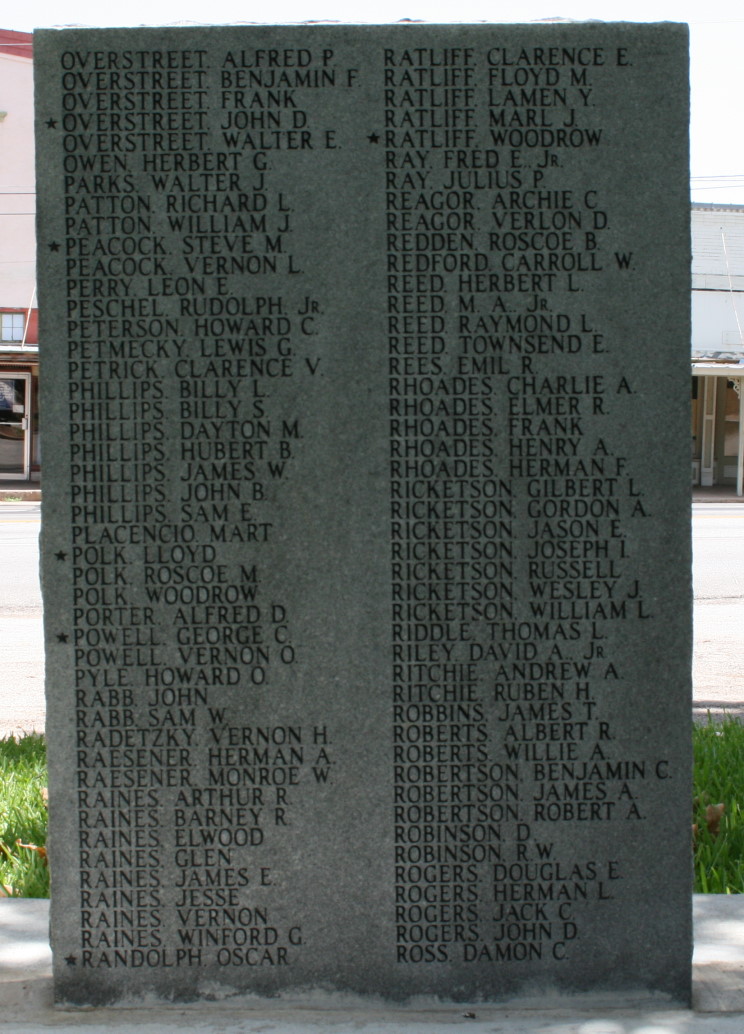 OVERSTREET, ALFRED P.
OVERSTREET, BENJAMIN F.
OVERSTREET, FRANK
★OVERSTREET, JOHN D.
OVERSTREET, WALTER E.
OWEN, HERBERT G.
PARKS, WALTER J.
PATTON, RICHARD L.
PATTON, WILLIAM J.
★PEACOCK, STEVE M.
PEACOCK, VERNON L.
PERRY, LEON E.
PESCHEL, RUDOLPH, JR.
PETERSON, HOWARD C.
PETMECKY, LEWIS G.
PETRICK, CLARENCE V.
PHILLIPS, BILLY L.
PHILLIPS, BILLY S.
PHILLIPS, DAYTON M.
PHILLIPS, HUBERT B.
PHILLIPS, JAMES W.
PHILLIPS, JOHN B.
PHILLIPS, SAM E.
PLACENCIO, MART
★POLK, LLOYD
POLK, ROSCOE M.
POLK, WOODROW
PORTER, ALFRED D.
★POWELL, GEORGE C.
POWELL, VERNON O.
PYLE, HOWARD O.
RABB, JOHN
RABB, SAM W.
RADETZKY, VERNON H.
RAESENER, HERMAN A.
RAESENER, MONROE W.
RAINES, ARTHUR R.
RAINES, BARNEY R.
RAINES, ELWOOD
RAINES, GLEN
RAINES, JAMES E.
RAINES, JESSE
RAINES, VERNON
RAINES, WINFORD G.
★RANDOLPH, OSCAR
RATLIFF, CLARENCE E.
RATLIFF, FLOYD M.
RATLIFF, LAMEN Y.
RATLIFF, MARL J.
★RATLIFF, WOODROW
RAY, FRED E., JR.
RAY, JULIUS P.
REAGOR, ARCHIE C.
REAGOR, VERLON D.
REDDEN, ROSCOE B.
REDFORD, CARROLL W.
REED, HERBERT L.
REED, M. A., JR.
REED, RAYMOND L.
REED, TOWNSEND E.
REES, EMIL R.
RHOADES, CHARLIE A.
RHOADES, ELMER R.
RHOADES, FRANK
RHOADES, HENRY A.
RHOADES, HERMAN F.
RICKETSON, GILBERT L.
RICKETSON, GORDON A.
RICKETSON, JASON E.
RICKETSON, JOSEPH I.
RICKETSON, RUSSELL
RICKETSON, WESLEY J.
RICKETSON, WILLIAM L.
RIDDLE, THOMAS L.
RILEY, DAVID A., JR.
RITCHIE, ANDREW A.
RITCHIE, RUBEN H.
ROBBINS, JAMES T.
ROBERTS, ALBERT R.
ROBERTS, WILLIE A.
ROBERTSON, BENJAMIN C.
ROBERTSON, JAMES A.
ROBERTSON, ROBERT A.
ROBINSON, D.
ROBINSON, R.W.
ROGERS, DOUGLAS E.
ROGERS, HERMAN L.
ROGERS, JACK C.
ROGERS, JOHN D.
ROSS, DAMON C.